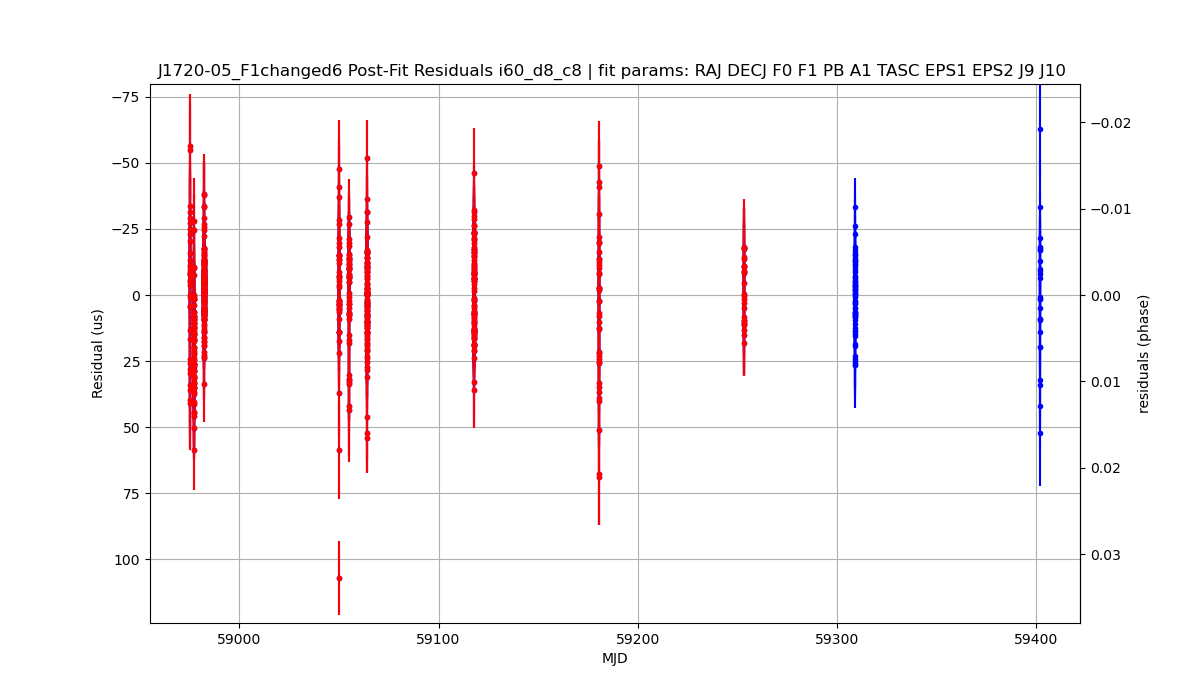 J1720-05_F1changed6 Post-Fit Residuals i60_d8_c8 | fit params: RAJ DECJ F0 F1 PB A1 TASC EPS1 EPS2 J9 J10
Residual (us)
−75
−50
−25
0
25
50
75
100
−0.02
−0.01
0.00
0.01
0.02
0.03
residuals (phase)
59000 59100 59200 59300 59400
MJD